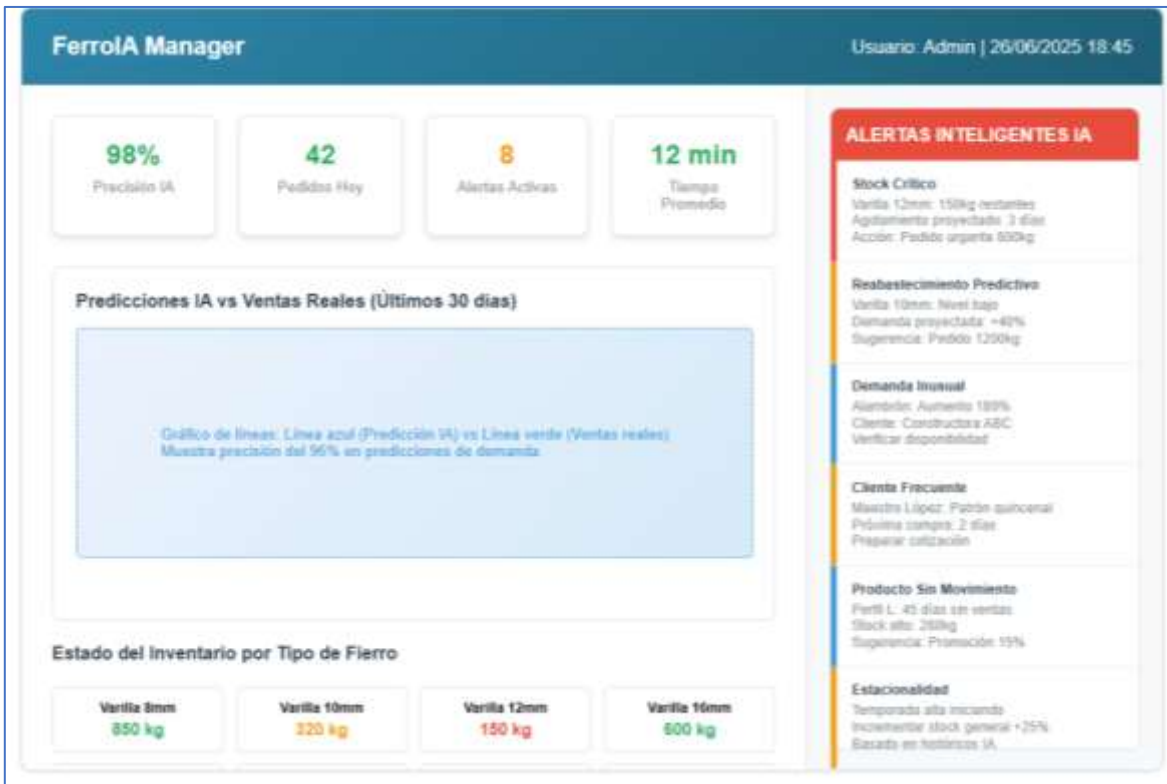 FerroIA Manager
Usuario: Admin | 26/06/2025 18:45
98%
Precisión IA
42
Pedidos Hoy
8
Alertas Activas
12 min
Tiempo
Promedio
Predicciones IA vs Ventas Reales (Últimos 30 días)
Gráfico de líneas: Línea azul (Predicción IA) vs Línea verde (Ventas reales)
Muestra precisión del 96% en predicciones de demanda
Estado del Inventario por Tipo de Fierro
Varilla 8mm
850 kg
Varilla 10mm
320 kg
Varilla 12mm
150 kg
Varilla 16mm
600 kg
ALERTAS INTELIGENTES IA
Stock Crítico
Varilla 12mm: 150kg restantes
Agotamiento proyectado: 3 días
Acción: Pedido urgente
Reabastecimiento Predictivo
Varilla 10mm: Nivel bajo
Demanda proyectada: +40%
Sugerencia: Pedido 1200kg
Demanda Inusual
Alambrón: Aumento
Cliente: Constructora ABC
Verificar disponibilidad
Cliente Frecuente
Maestro López: Patrón quincenal
Próxima compra: 2 días
Preparar cotización
Producto Sin Movimiento
Perfil L: 45 días sin ventas
Stock alto:
Sugerencia: Promoción 15%
Estacionalidad
Temporada alta iniciando
Incrementar stock general +25%
Basado en históricos IA